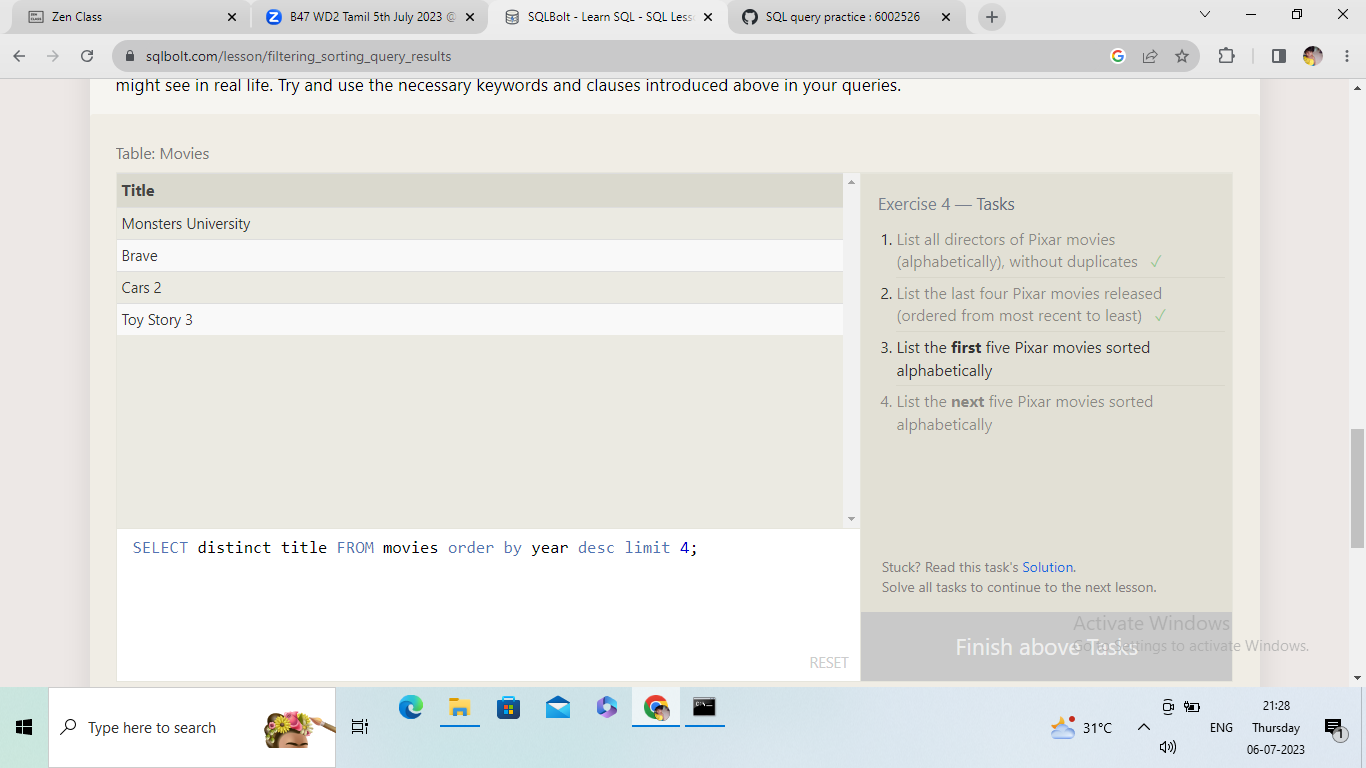 Zen Class
B47 WD2 Tamil 5th July 2023 @
SQLBolt - Learn SQL - SQL Less
SQL query practice : 6002526
sqlbolt.com/lesson/filtering_sorting_query_results
might see in real life. Try and use the necessary keywords and clauses introduced above in your queries.
Table: Movies
Title
Monsters University
Brave
Cars 2
Toy Story 3
SELECT distinct title FROM movies order by year desc limit 4;
RESET
Exercise 4 — Tasks
1. List all directors of Pixar movies
(alphabetically), without duplicates ✓
2. List the last four Pixar movies released
(ordered from most recent to least) ✓
3. List the first five Pixar movies sorted
alphabetically
4. List the next five Pixar movies sorted
alphabetically
Stuck? Read this task's Solution.
Solve all tasks to continue to the next lesson.
Finish above Tasks
Activate Windows
Go to Settings to activate Windows.
Type here to search
31°C
ENG
21:28
Thursday
06-07-2023
1